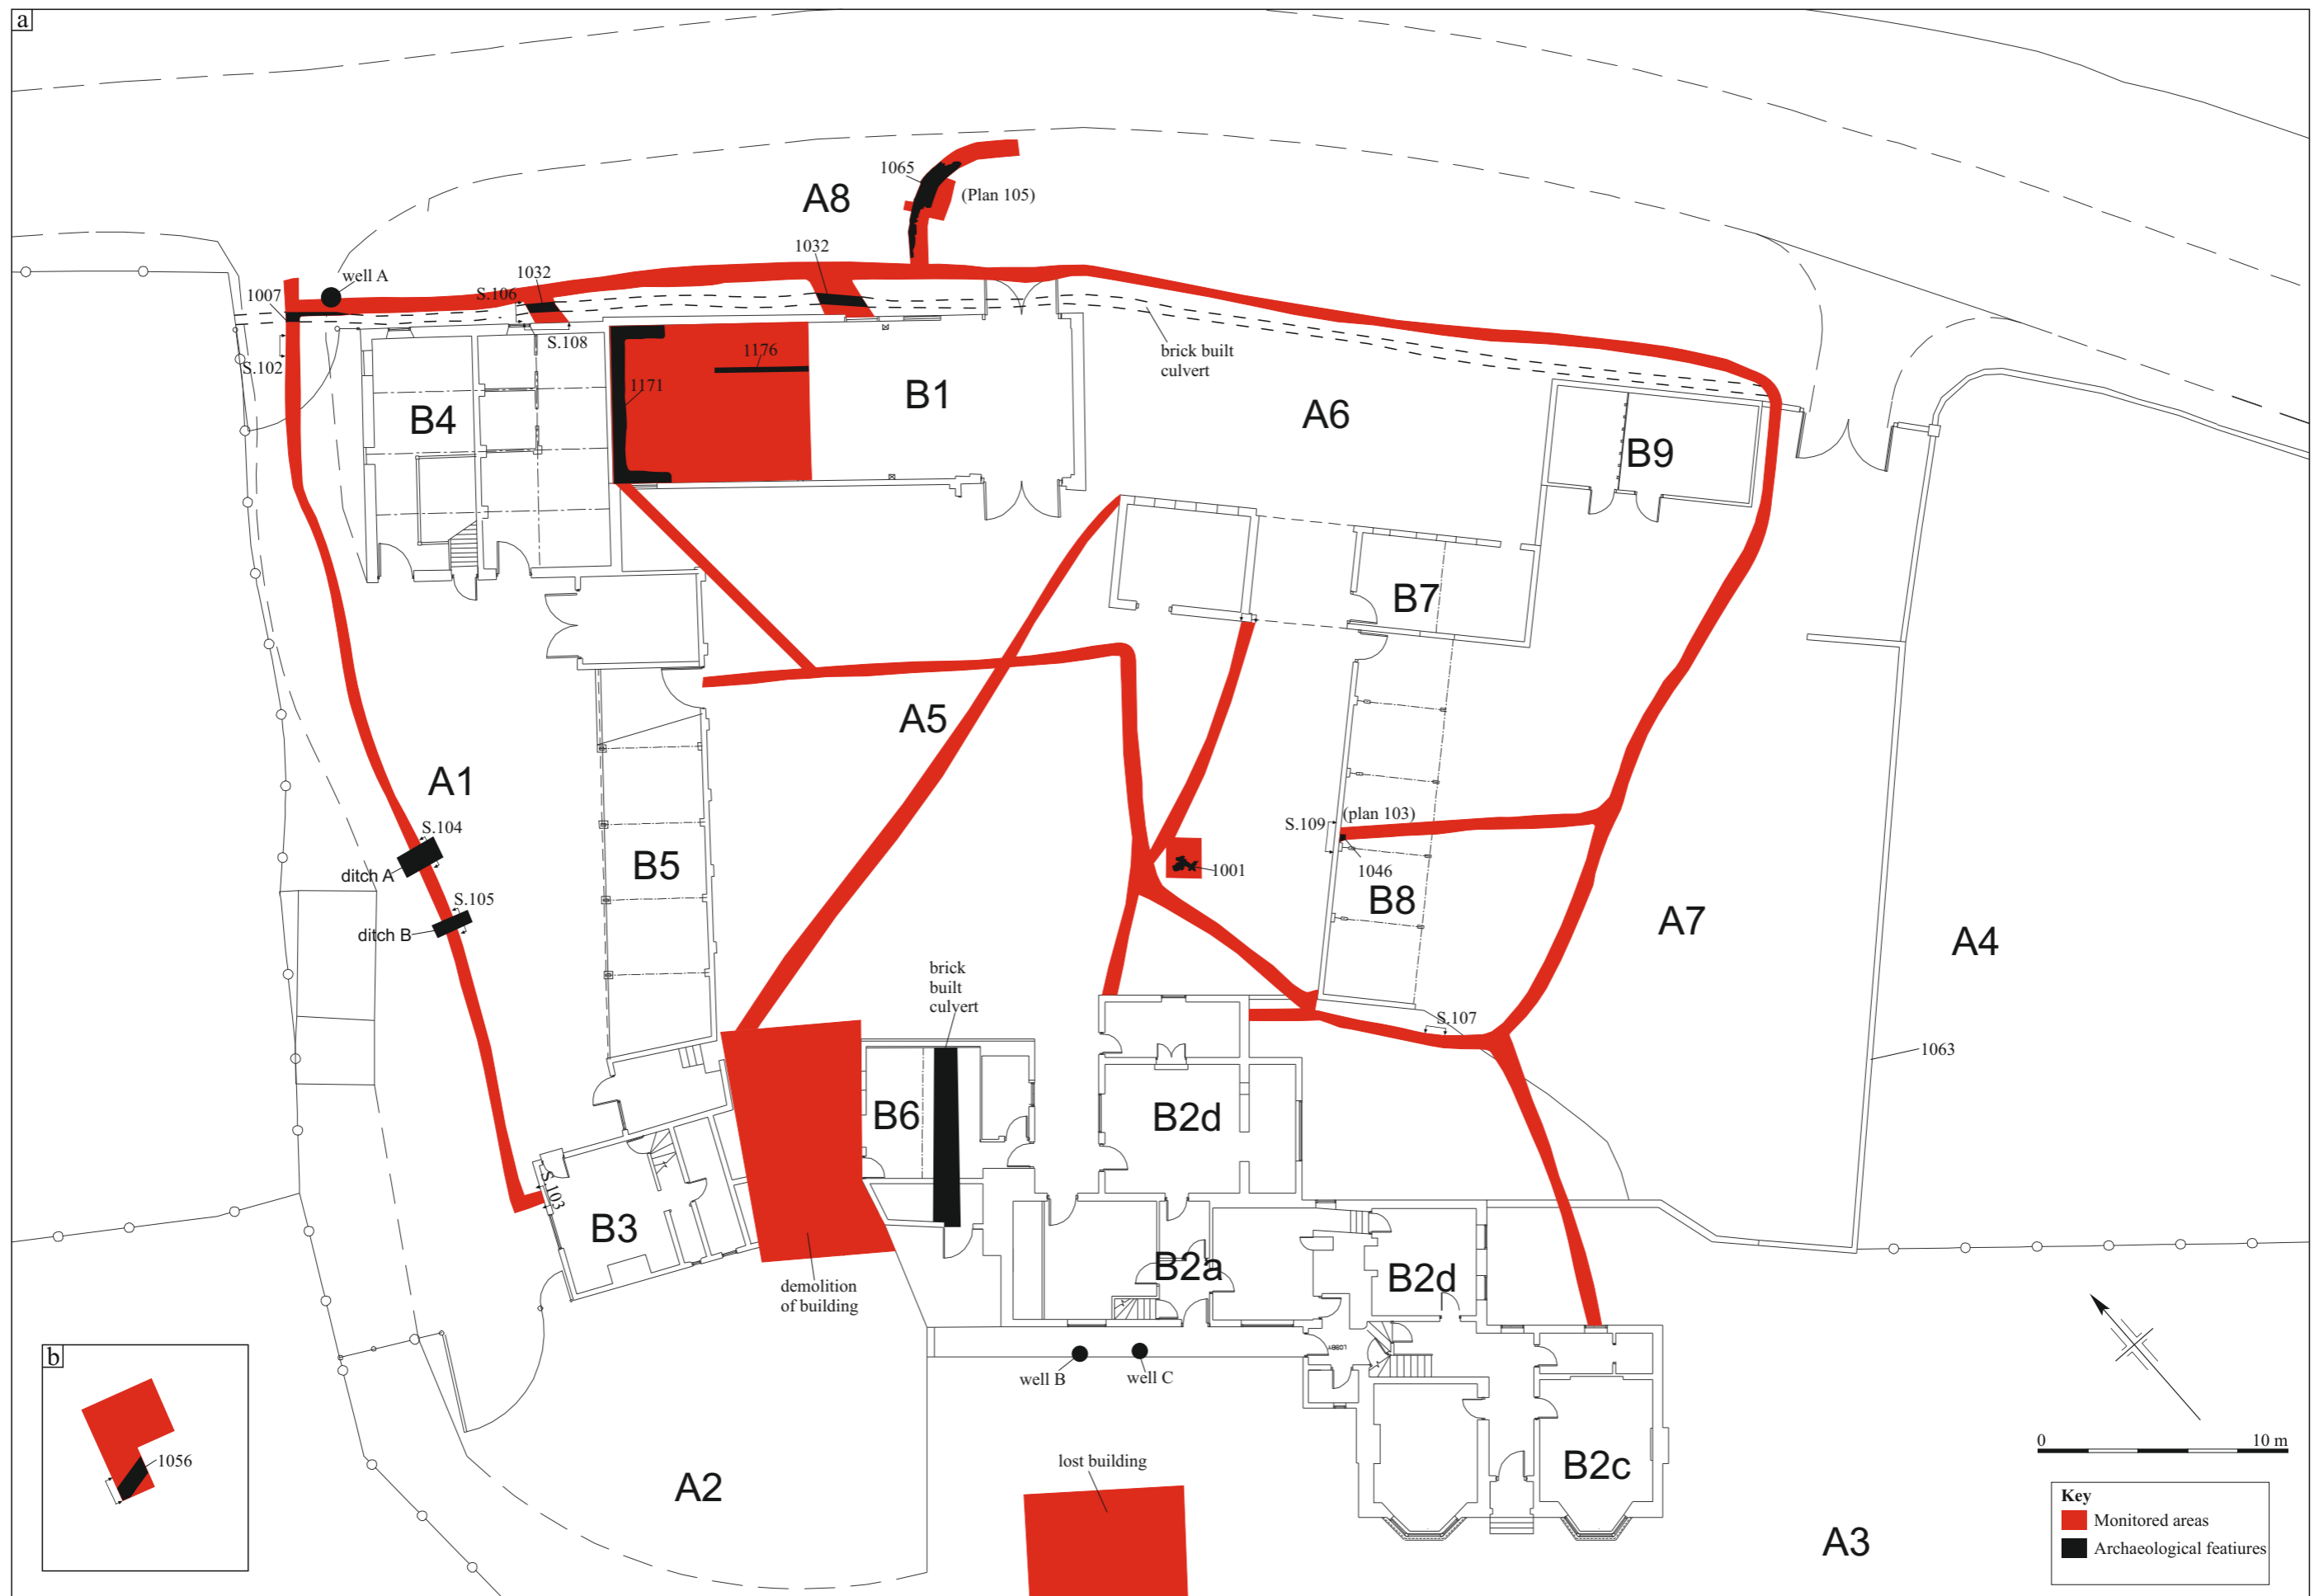 a
1065
(Plan 105)
A8
1032
1032
well A
1007
S.106
S.108
S.102
1176
brick built
culvert
1171
B1
A6
B4
B9
B7
A5
A1
S.104
ditch A
S.105
ditch B
B5
(plan 103)
S.109
1046
1001
B8
A7
A4
brick
built
culvert
S.107
1063
B6
B2d
S.103
B3
B2a
B2d
demolition
of building
LOBBY
well B
well C
b
1056
0
10 m
lost building
B2c
A2
A3
Key
Monitored areas
Archaeological featiures